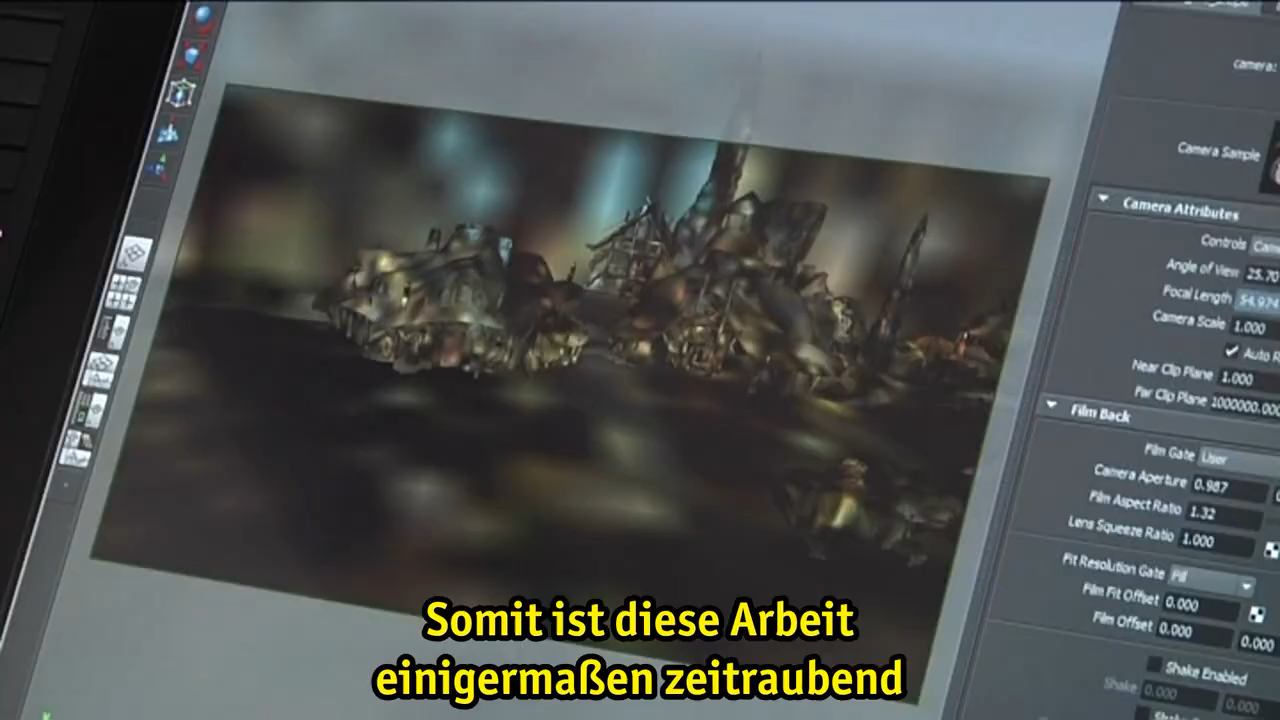 Camera:
Camera Sample
Camera Attributes
Controls
Angle of View 25.70
Focal Length 54.974
Camera Scale 1.000
Auto R
Near Clip Plane 1.000
Far Clip Plane 1000000.000
Film Back
Film Gate User
Camera Aperture 0.987
Film Aspect Ratio 1.32
Lens Squeeze Ratio 1.000
Fit Resolution Gate Fill
Film Fit Offset 0.000
Film Offset 0.000 0.000
Shake Enabled
Shake 0.000 0.000
Somit ist diese Arbeit
einigermaßen zeitraubend